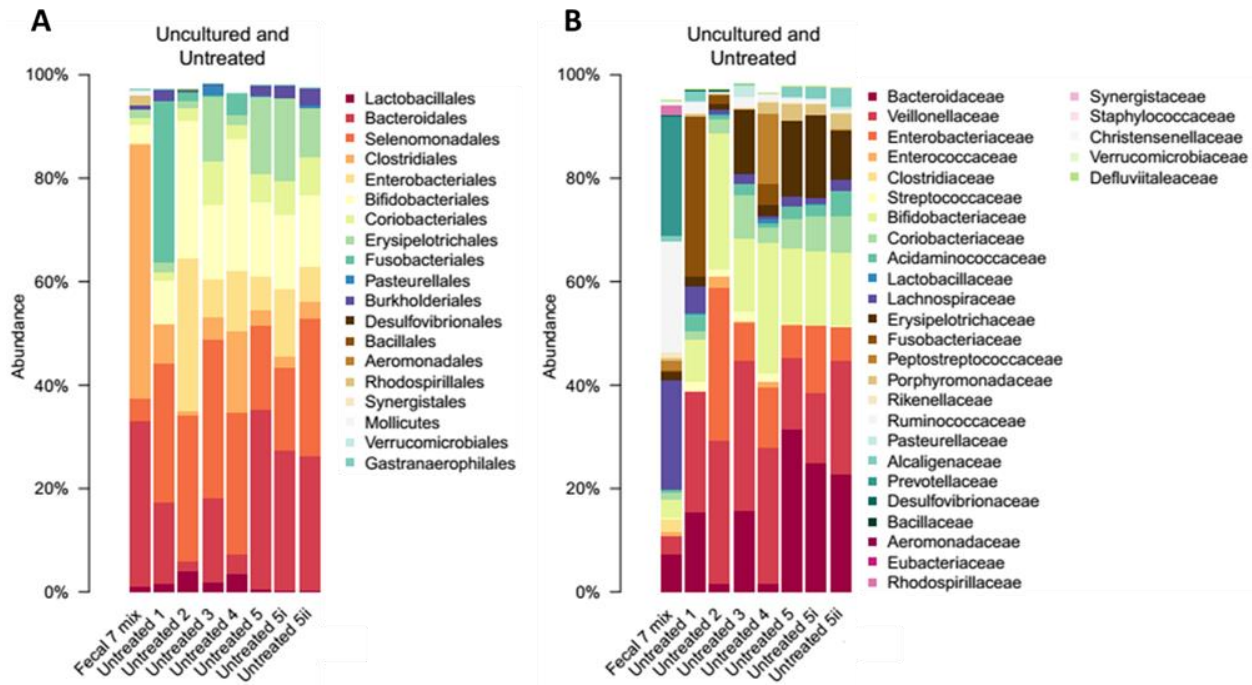 A
Uncultured and
Untreated
100%
80%
60%
40%
20%
0%
Abundance
Fecal 7 mix
Untreated 1
Untreated 2
Untreated 3
Untreated 4
Untreated 5
Untreated 5i
Untreated 5ii
Lactobacillales
Bacteroidales
Selenomonadales
Clostridiales
Enterobacteriales
Bifidobacteriales
Coriobacteriales
Erysipelotrichales
Fusobacteriales
Pasteurellales
Burkholderiales
Desulfovibrionales
Bacillales
Aeromonadales
Rhodospirillales
Synergistales
Mollicutes
Verrucomicrobiales
Gastranaerophilales
B
Uncultured and
Untreated
100%
80%
60%
40%
20%
0%
Abundance
Fecal 7 mix
Untreated 1
Untreated 2
Untreated 3
Untreated 4
Untreated 5
Untreated 5i
Untreated 5ii
Bacteroidaceae
Veillonellaceae
Enterobacteriaceae
Enterococcaceae
Clostridiaceae
Streptococcaceae
Bifidobacteriaceae
Coriobacteriaceae
Acidaminococcaceae
Lactobacillaceae
Lachnospiraceae
Erysipelotrichaceae
Fusobacteriaceae
Peptostreptococcaceae
Porphyromonadaceae
Rikenellaceae
Ruminococcaceae
Pasteurellaceae
Alcaligenaceae
Prevotellaceae
Desulfovibrionaceae
Bacillaceae
Aeromonadaceae
Eubacteriaceae
Rhodospirillaceae
Synergistaceae
Staphylococcaceae
Christensenellaceae
Verrucomicrobiaceae
Defluviitaleaceae